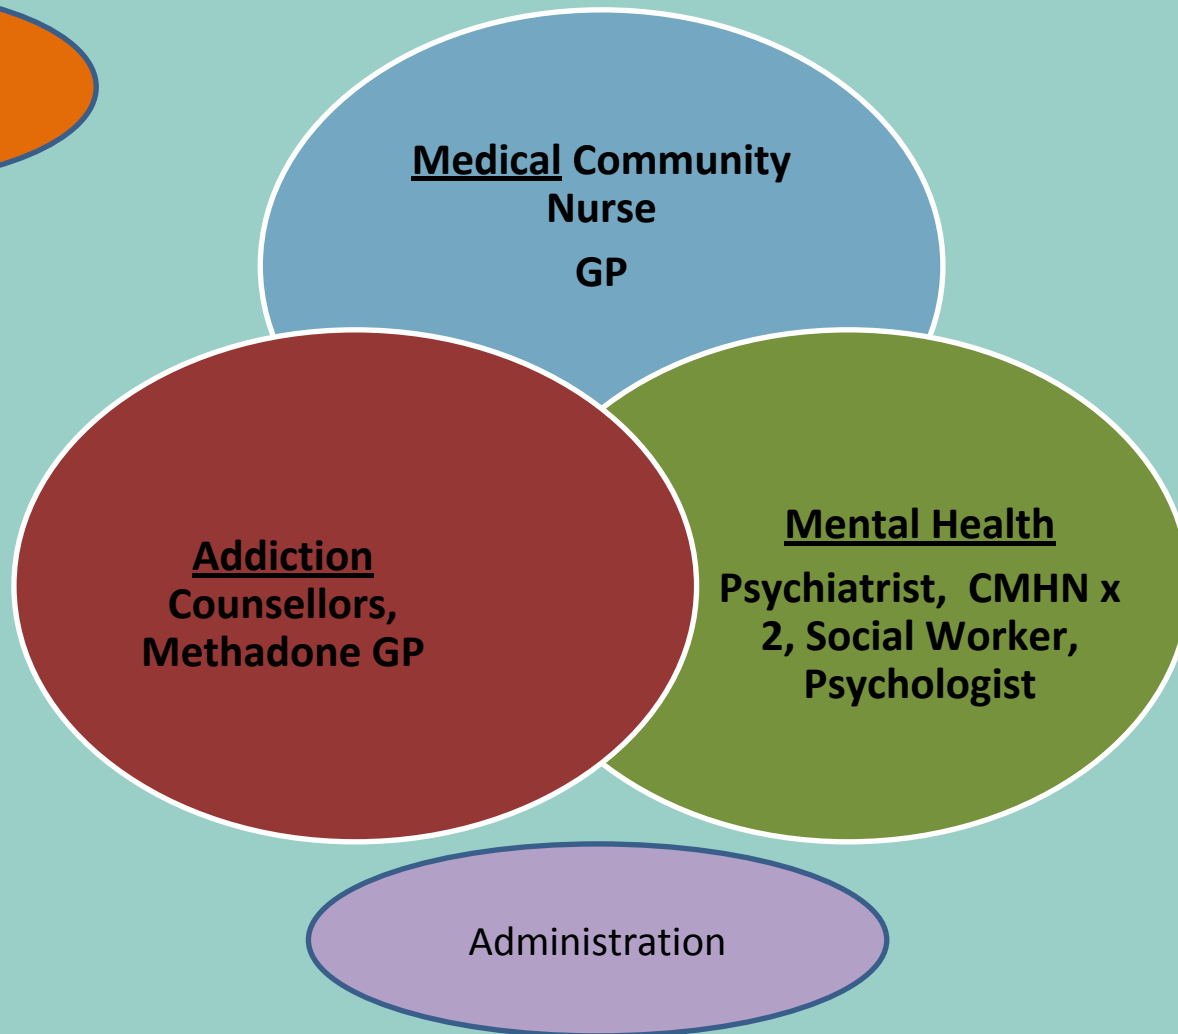 Medical Community
Nurse
GP
Addiction
Counsellors,
Methadone GP
Mental Health
Psychiatrist,  CMHN x
2, Social Worker,
Psychologist
Administration